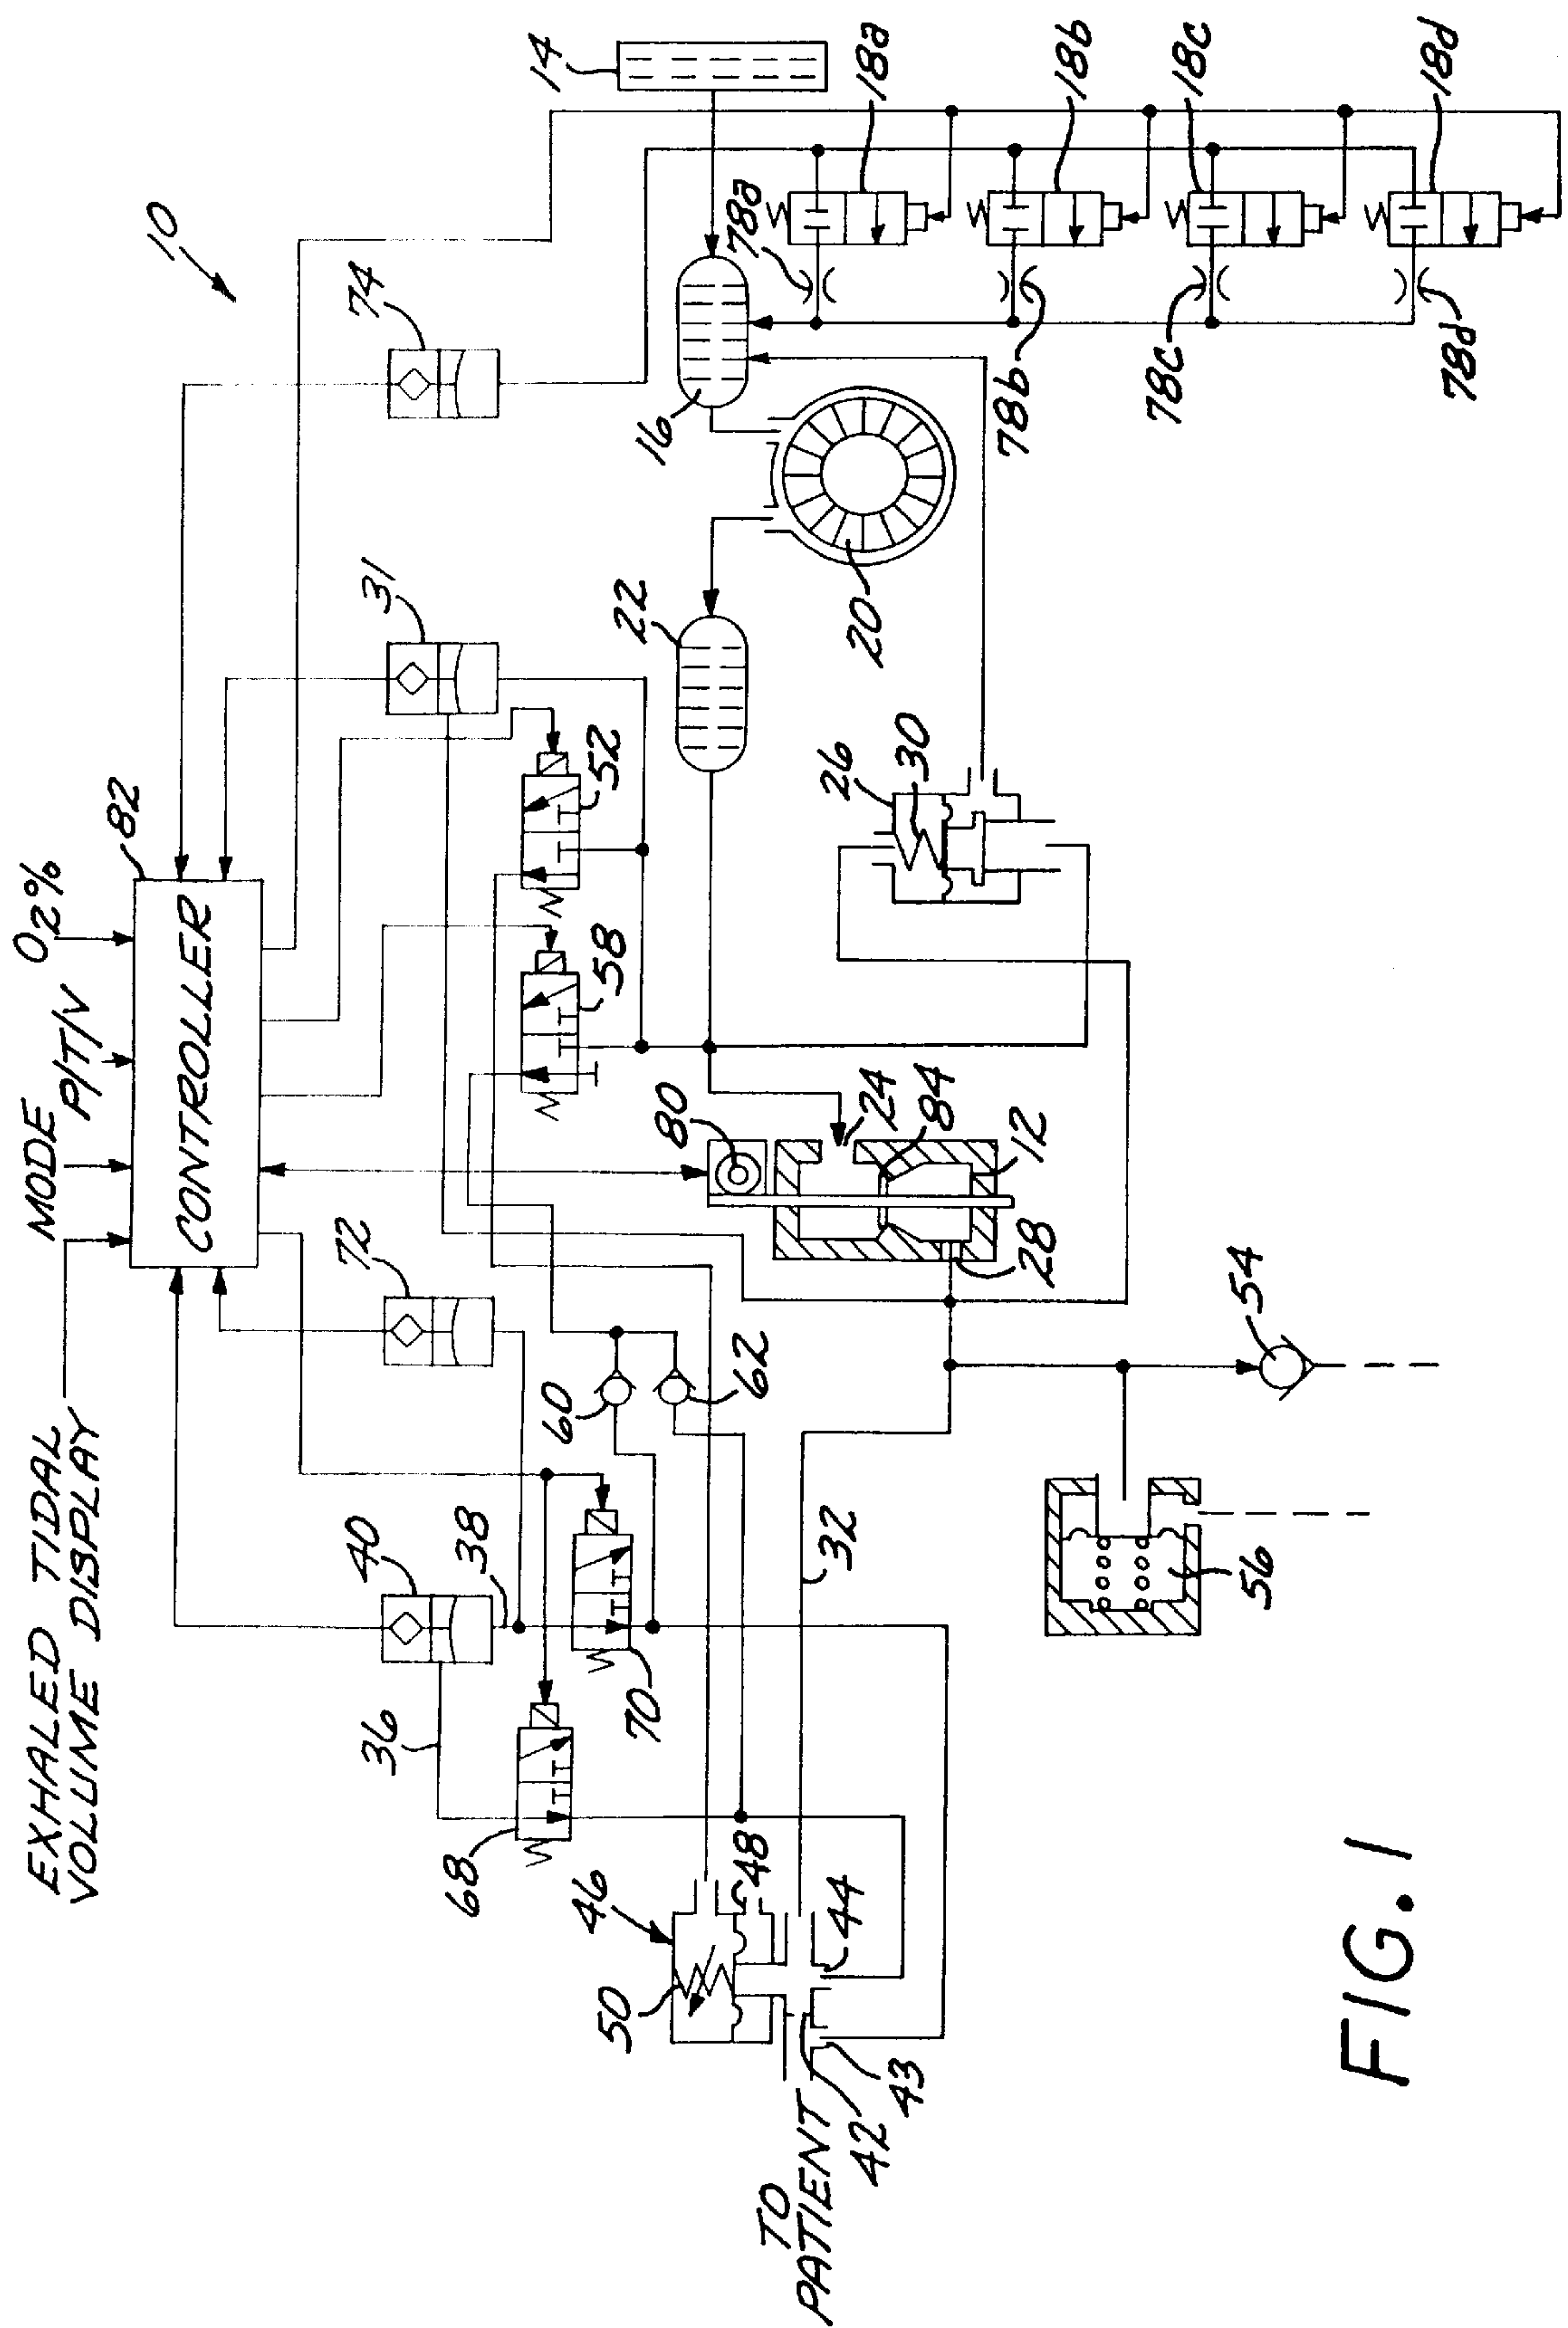 EXHALED TIDAL
VOLUME DISPLAY
MODE
P/T/V
O2%
82
CONTROLLER
10
74
31
72
40
38
36
68
70
60
62
58
52
80
24
84
12
28
22
16
14
20
26
30
18a
18b
18c
18d
78a
78b
78c
78d
46
48
50
44
42
43
32
54
56
TO
PATIENT
FIG. 1